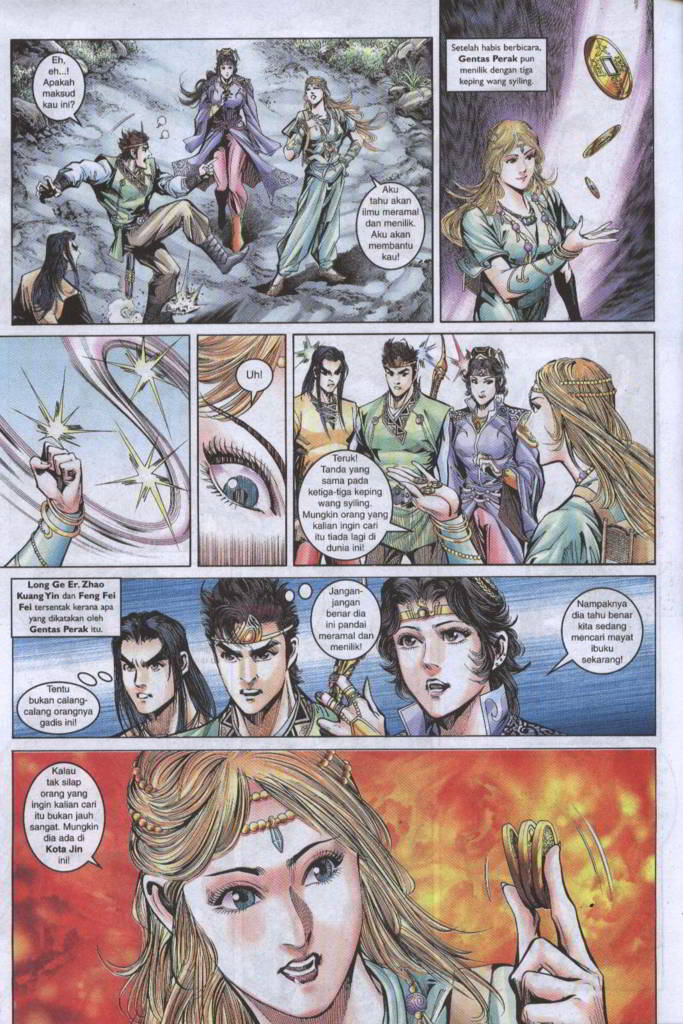 Eh,
eh...!
Apakah
maksud
kau ini?
Aku
tahu akan
ilmu meramal
dan menilik.
Aku akan
membantu
kau!
Setelah habis berbicara,
Gentas Perak pun
menilik dengan tiga
keping wang syiling.
Uh!
Teruk!
Tanda yang
sama pada
ketiga-tiga keping
wang syiling.
Mungkin orang yang
kalian ingin cari
itu tiada lagi di
dunia ini!
Long Ge Er, Zhao
Kuang Yin dan Feng Fei
Fei tersentak kerana apa
yang dikatakan oleh
Gentas Perak itu.
Tentu
bukan calang-
calang orangnya
gadis ini!
Jangan-
jangan
benar dia
ini pandai
meramal dan
menilik!
Nampaknya
dia tahu benar
kita sedang
mencari mayat
ibuku
sekarang!
Kalau
tak silap
orang yang
ingin kalian cari
itu bukan jauh
sangat. Mungkin
dia ada di
Kota Jin
ini!